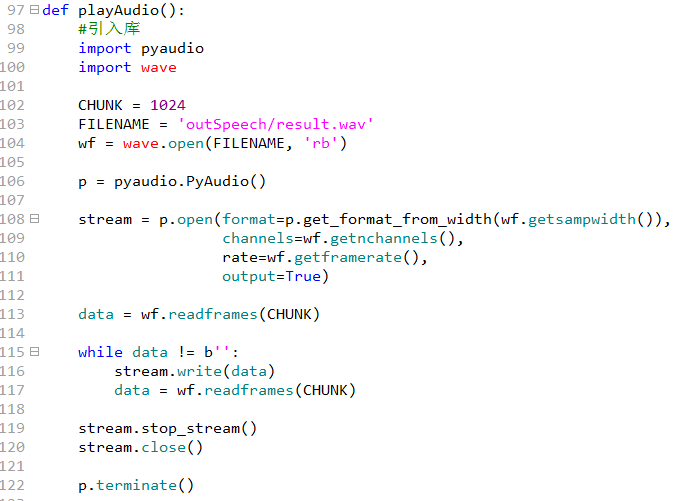 97 def playAudio():
98     #引入库
99     import pyaudio
100     import wave
101
102     CHUNK = 1024
103     FILENAME = 'outSpeech/result.wav'
104     wf = wave.open(FILENAME, 'rb')
105
106     p = pyaudio.PyAudio()
107
108     stream = p.open(format=p.get_format_from_width(wf.getsampwidth()),
109                     channels=wf.getnchannels(),
110                     rate=wf.getframerate(),
111                     output=True)
112
113     data = wf.readframes(CHUNK)
114
115     while data != b'':
116         stream.write(data)
117         data = wf.readframes(CHUNK)
118
119     stream.stop_stream()
120     stream.close()
121
122     p.terminate()